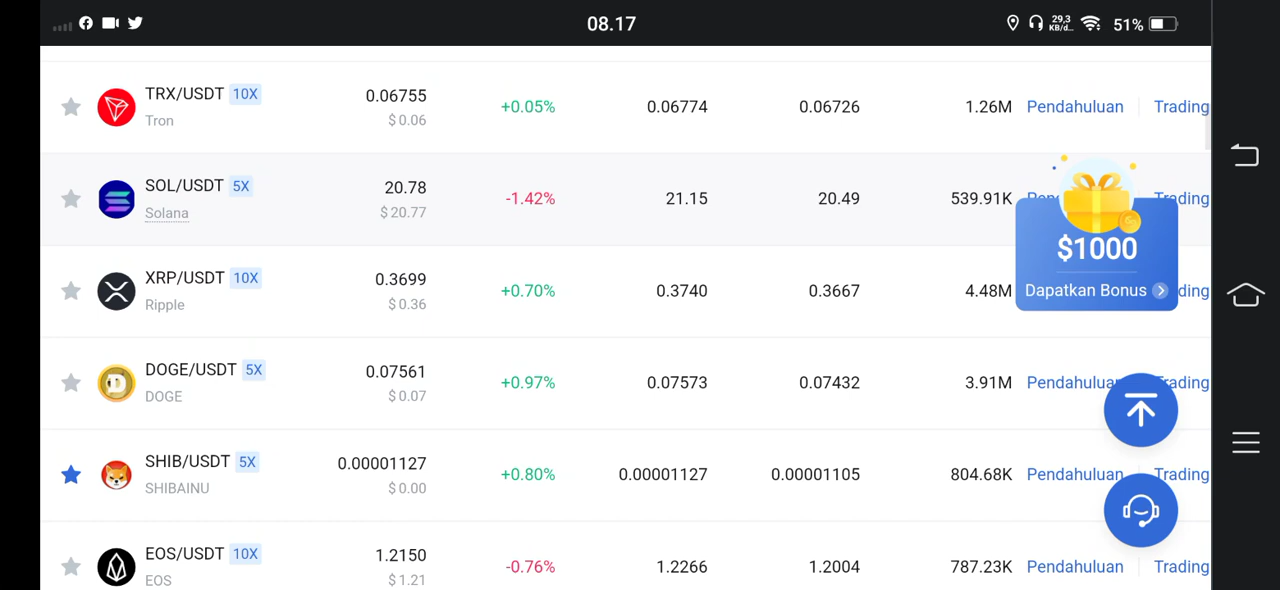 08.17
29,3
KB/d...
51%
TRX/USDT 10X 0.06755 +0.05% 0.06774 0.06726 1.26M Pendahuluan Trading
Tron $ 0.06
SOL/USDT 5X 20.78 -1.42% 21.15 20.49 539.91K Trading
Solana $ 20.77
$1000
Dapatkan Bonus
XRP/USDT 10X 0.3699 +0.70% 0.3740 0.3667 4.48M
Ripple $ 0.36
DOGE/USDT 5X 0.07561 +0.97% 0.07573 0.07432 3.91M Pendahuluan Trading
DOGE $ 0.07
SHIB/USDT 5X 0.00001127 +0.80% 0.00001127 0.00001105 804.68K Pendahuluan Trading
SHIBAINU $ 0.00
EOS/USDT 10X 1.2150 -0.76% 1.2266 1.2004 787.23K Pendahuluan Trading
EOS $ 1.21